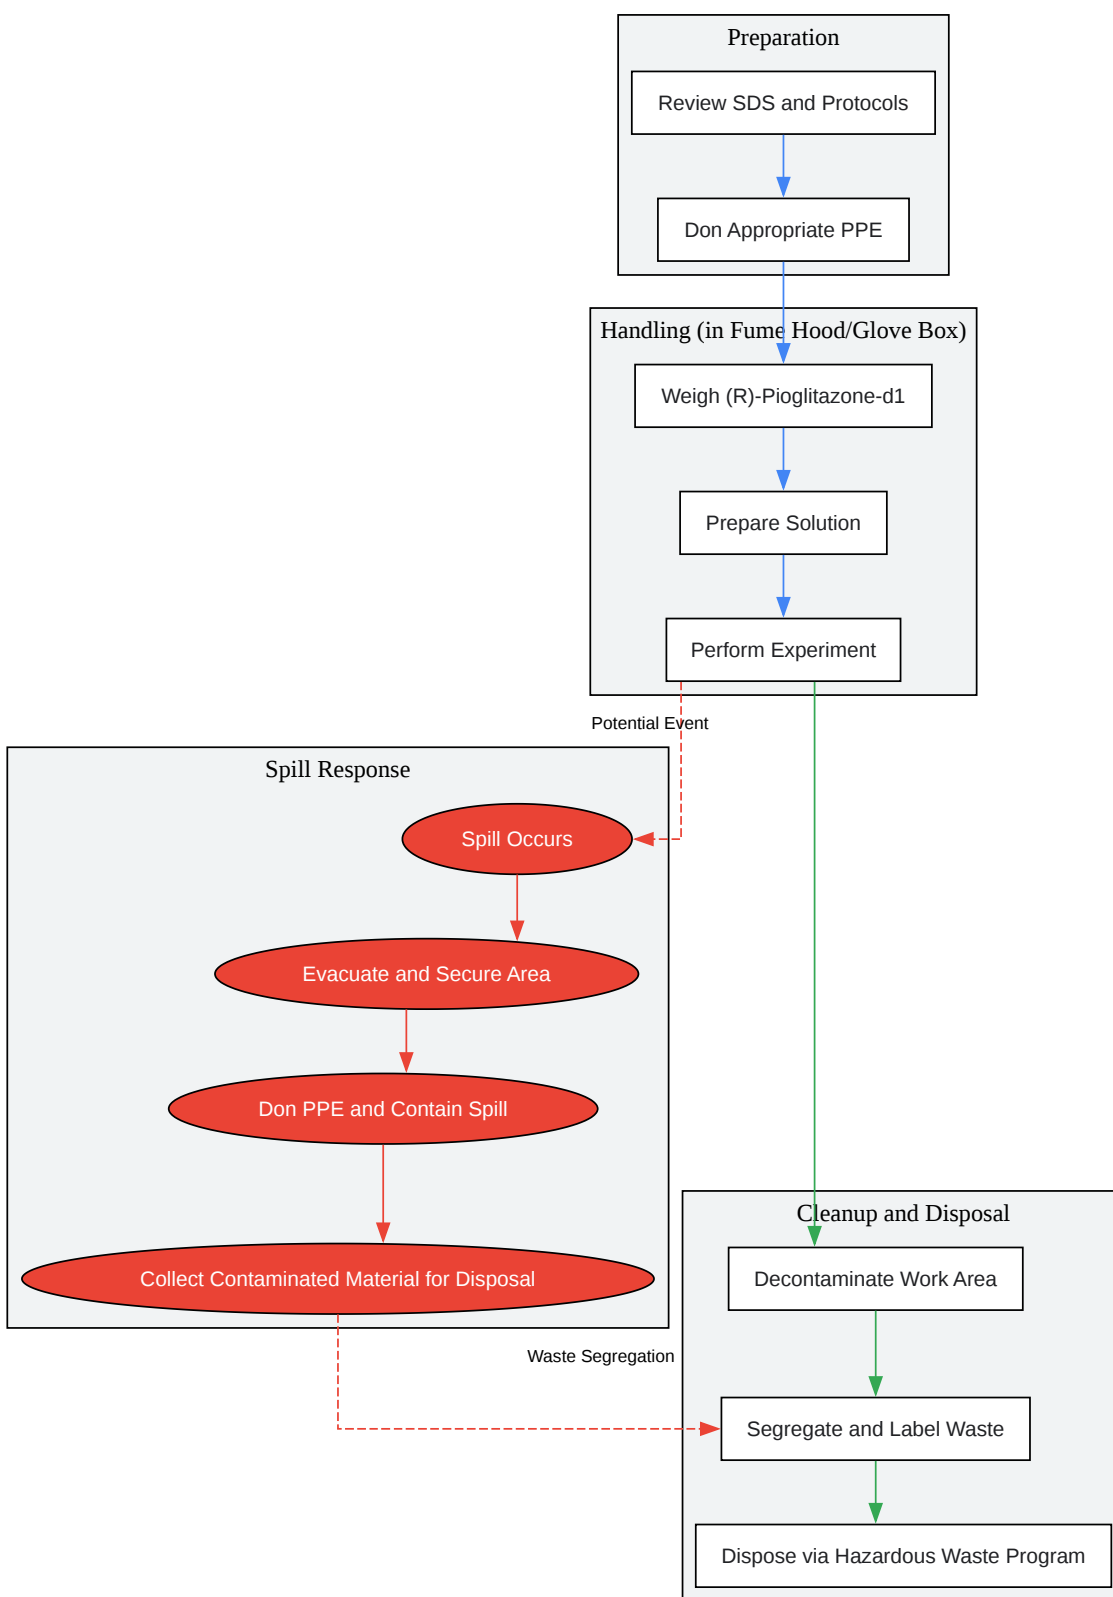 Preparation
Review SDS and Protocols
Don Appropriate PPE
Handling (in Fume Hood/Glove Box)
Weigh (R)-Pioglitazone-d1
Prepare Solution
Perform Experiment
Potential Event
Spill Response
Spill Occurs
Evacuate and Secure Area
Don PPE and Contain Spill
Collect Contaminated Material for Disposal
Waste Segregation
Cleanup and Disposal
Decontaminate Work Area
Segregate and Label Waste
Dispose via Hazardous Waste Program